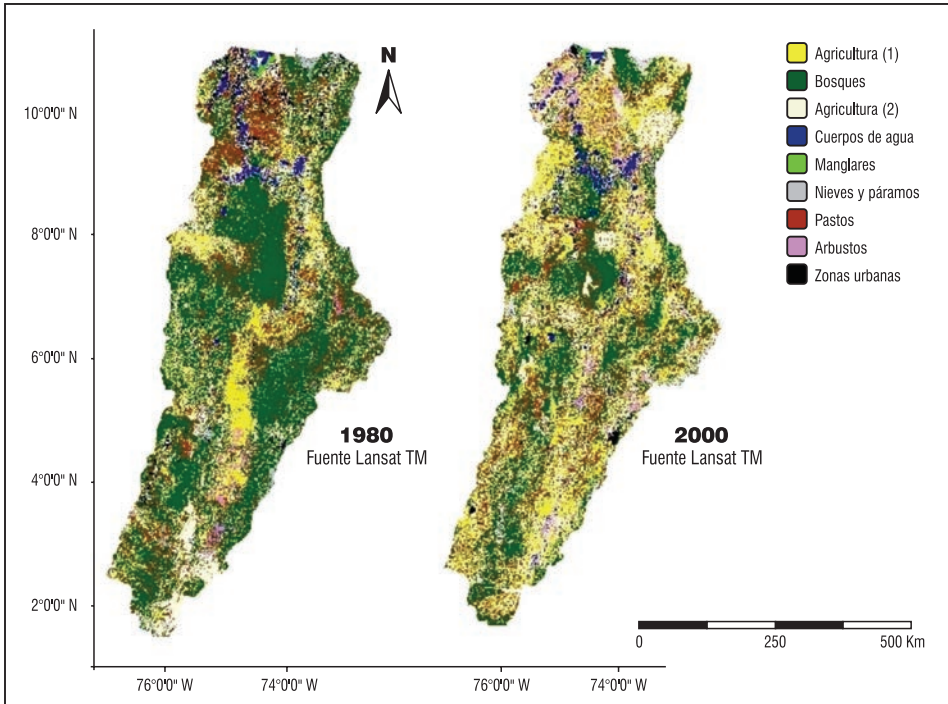 N
Agricultura (1)
Bosques
Agricultura (2)
Cuerpos de agua
Manglares
Nieves y páramos
Pastos
Arbustos
Zonas urbanas
10°0'0" N
8°0'0" N
6°0'0" N
4°0'0" N
2°0'0" N
1980
Fuente Lansat TM
2000
Fuente Lansat TM
0 250 500 Km
76°0'0" W 74°0'0" W 76°0'0" W 74°0'0" W